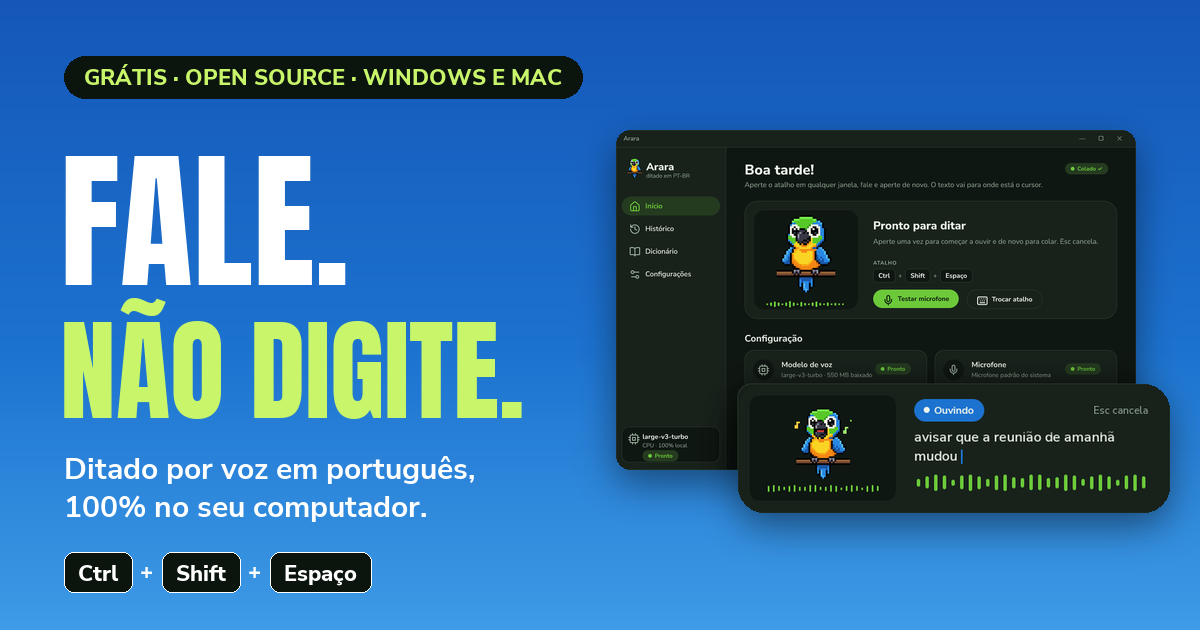 GRÁTIS · OPEN SOURCE · WINDOWS E MAC
FALE.
NÃO DIGITE.
Ditado por voz em português,
100% no seu computador.
Ctrl + Shift + Espaço
Arara
Arara
ditado em PT-BR
Início
Histórico
Dicionário
Configurações
large-v3-turbo
CPU · 100% local
Pronto
Boa tarde!
Colado ✓
Aperte o atalho em qualquer janela, fale e aperte de novo. O texto vai para onde está o cursor.
Pronto para ditar
Aperte uma vez para começar a ouvir e de novo para colar. Esc cancela.
ATALHO
Ctrl + Shift + Espaço
Testar microfone
Trocar atalho
Configuração
Modelo de voz
large-v3-turbo · 550 MB baixado
Pronto
Microfone
Microfone padrão do sistema
Pronto
Ouvindo
Esc cancela
avisar que a reunião de amanhã
mudou